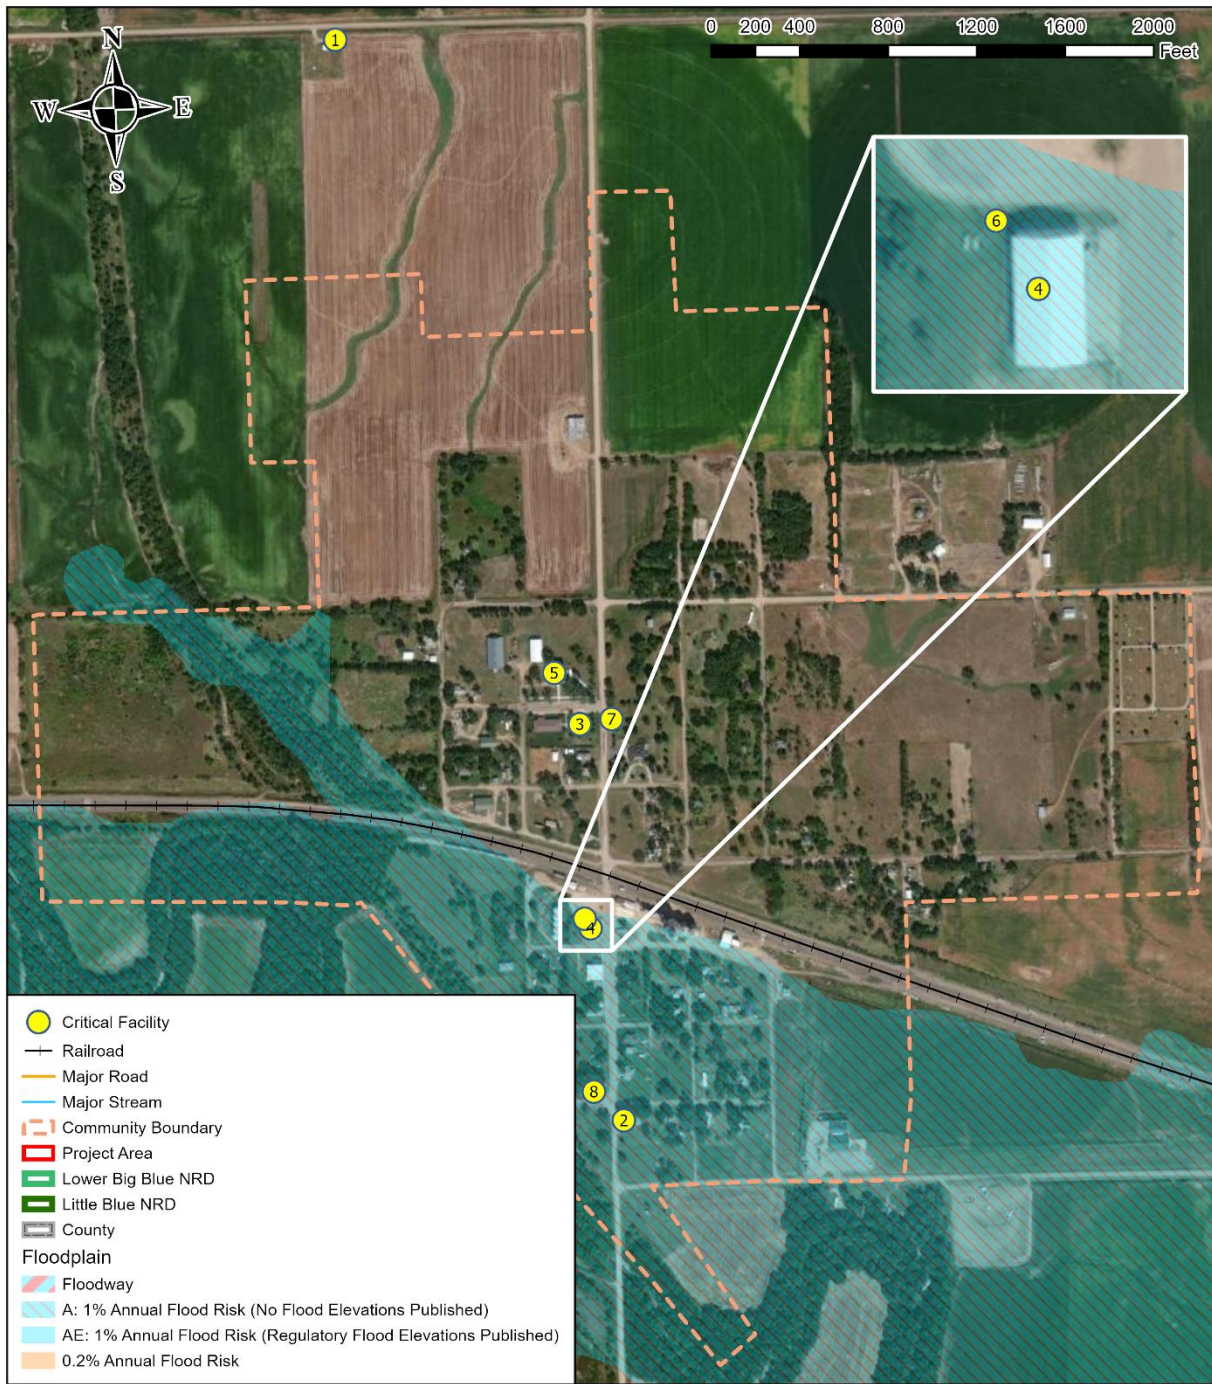 N
W E
S
0 200 400 800 1200 1600 2000
Feet
1
6
4
5
3
7
4
8
2
Critical Facility
Railroad
Major Road
Major Stream
Community Boundary
Project Area
Lower Big Blue NRD
Little Blue NRD
County
Floodplain
Floodway
A: 1% Annual Flood Risk (No Flood Elevations Published)
AE: 1% Annual Flood Risk (Regulatory Flood Elevations Published)
0.2% Annual Flood Risk